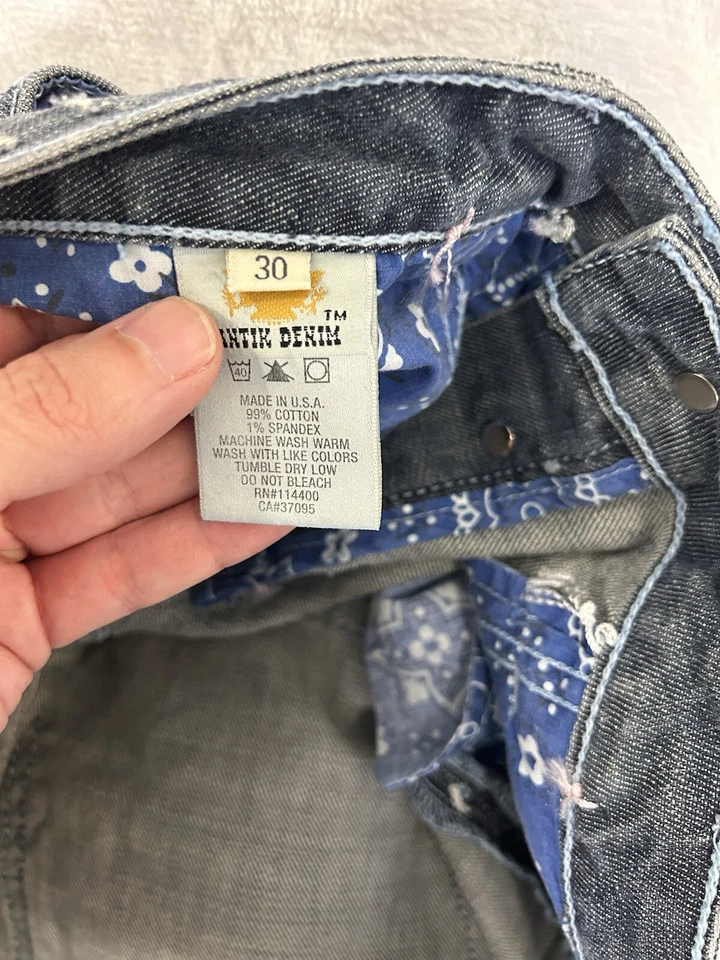 30
TM
ANTIK DENIM
40
MADE IN U.S.A.
99% COTTON
1% SPANDEX
MACHINE WASH WARM
WASH WITH LIKE COLORS
TUMBLE DRY LOW
DO NOT BLEACH
RN#114400
CA#37095